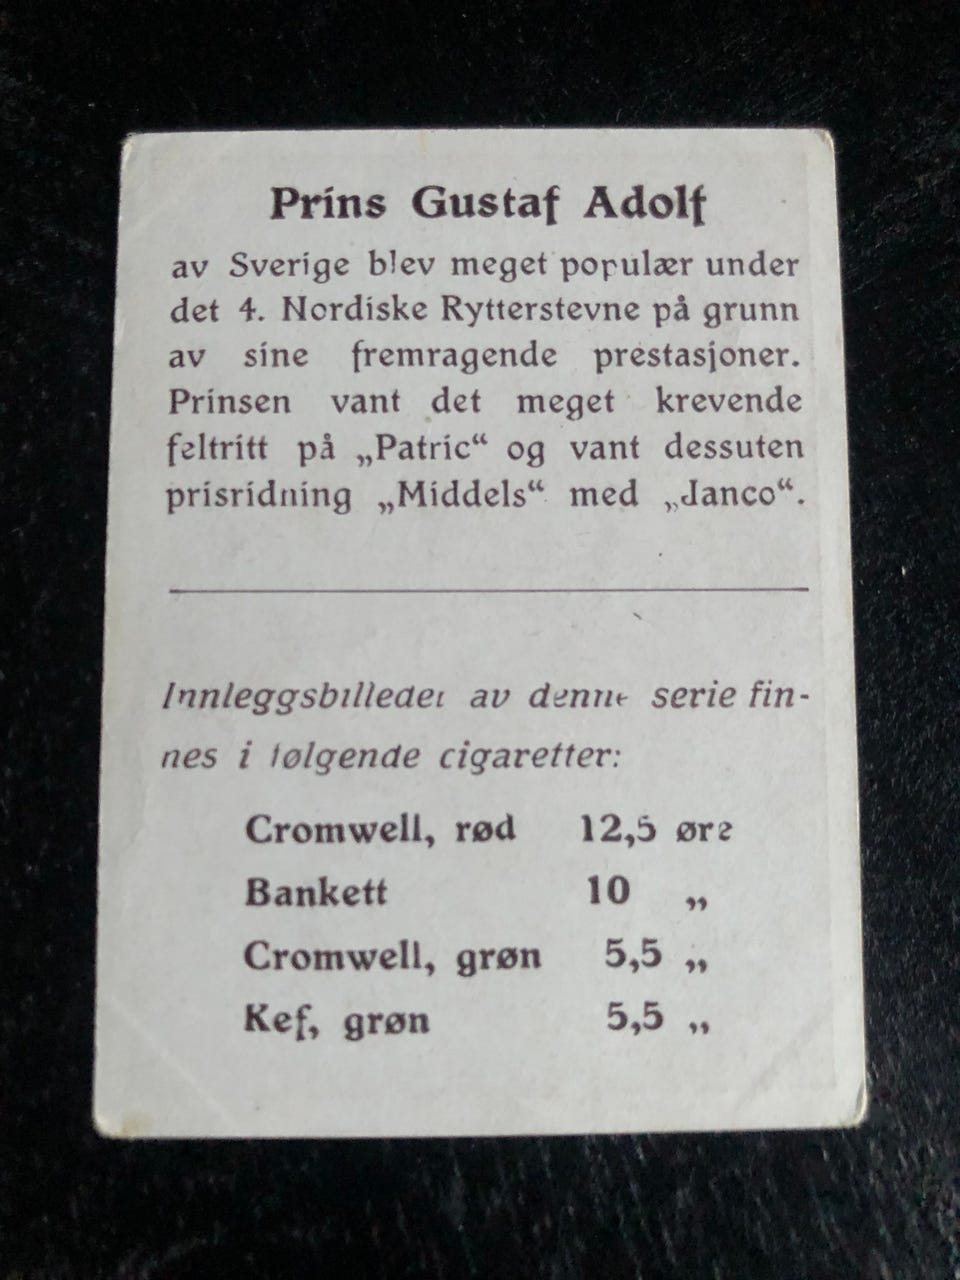 Prins Gustaf Adolf
av Sverige blev meget populær under
det 4. Nordiske Rytterstevne på grunn
av sine fremragende prestasjoner.
Prinsen vant det meget krevende
feltritt på „Patric“ og vant dessuten
prisridning „Middels“ med „Janco“.
Innleggsbilleder av denne serie fin-
nes i følgende cigaretter:
Cromwell, rød 12,5 øre
Bankett 10 „
Cromwell, grøn 5,5 „
Kef, grøn 5,5 „